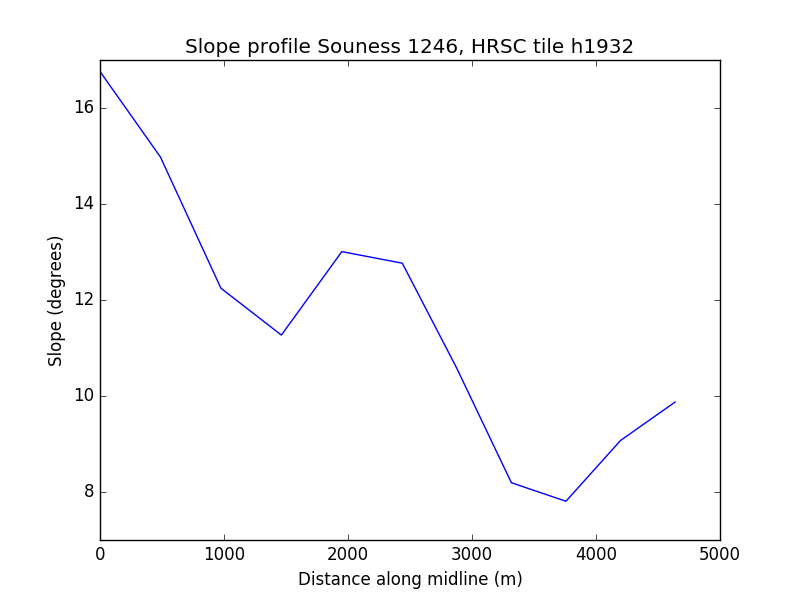 Slope profile Souness 1246, HRSC tile h1932
16
14
12
10
8
Slope (degrees)
0 1000 2000 3000 4000 5000
Distance along midline (m)